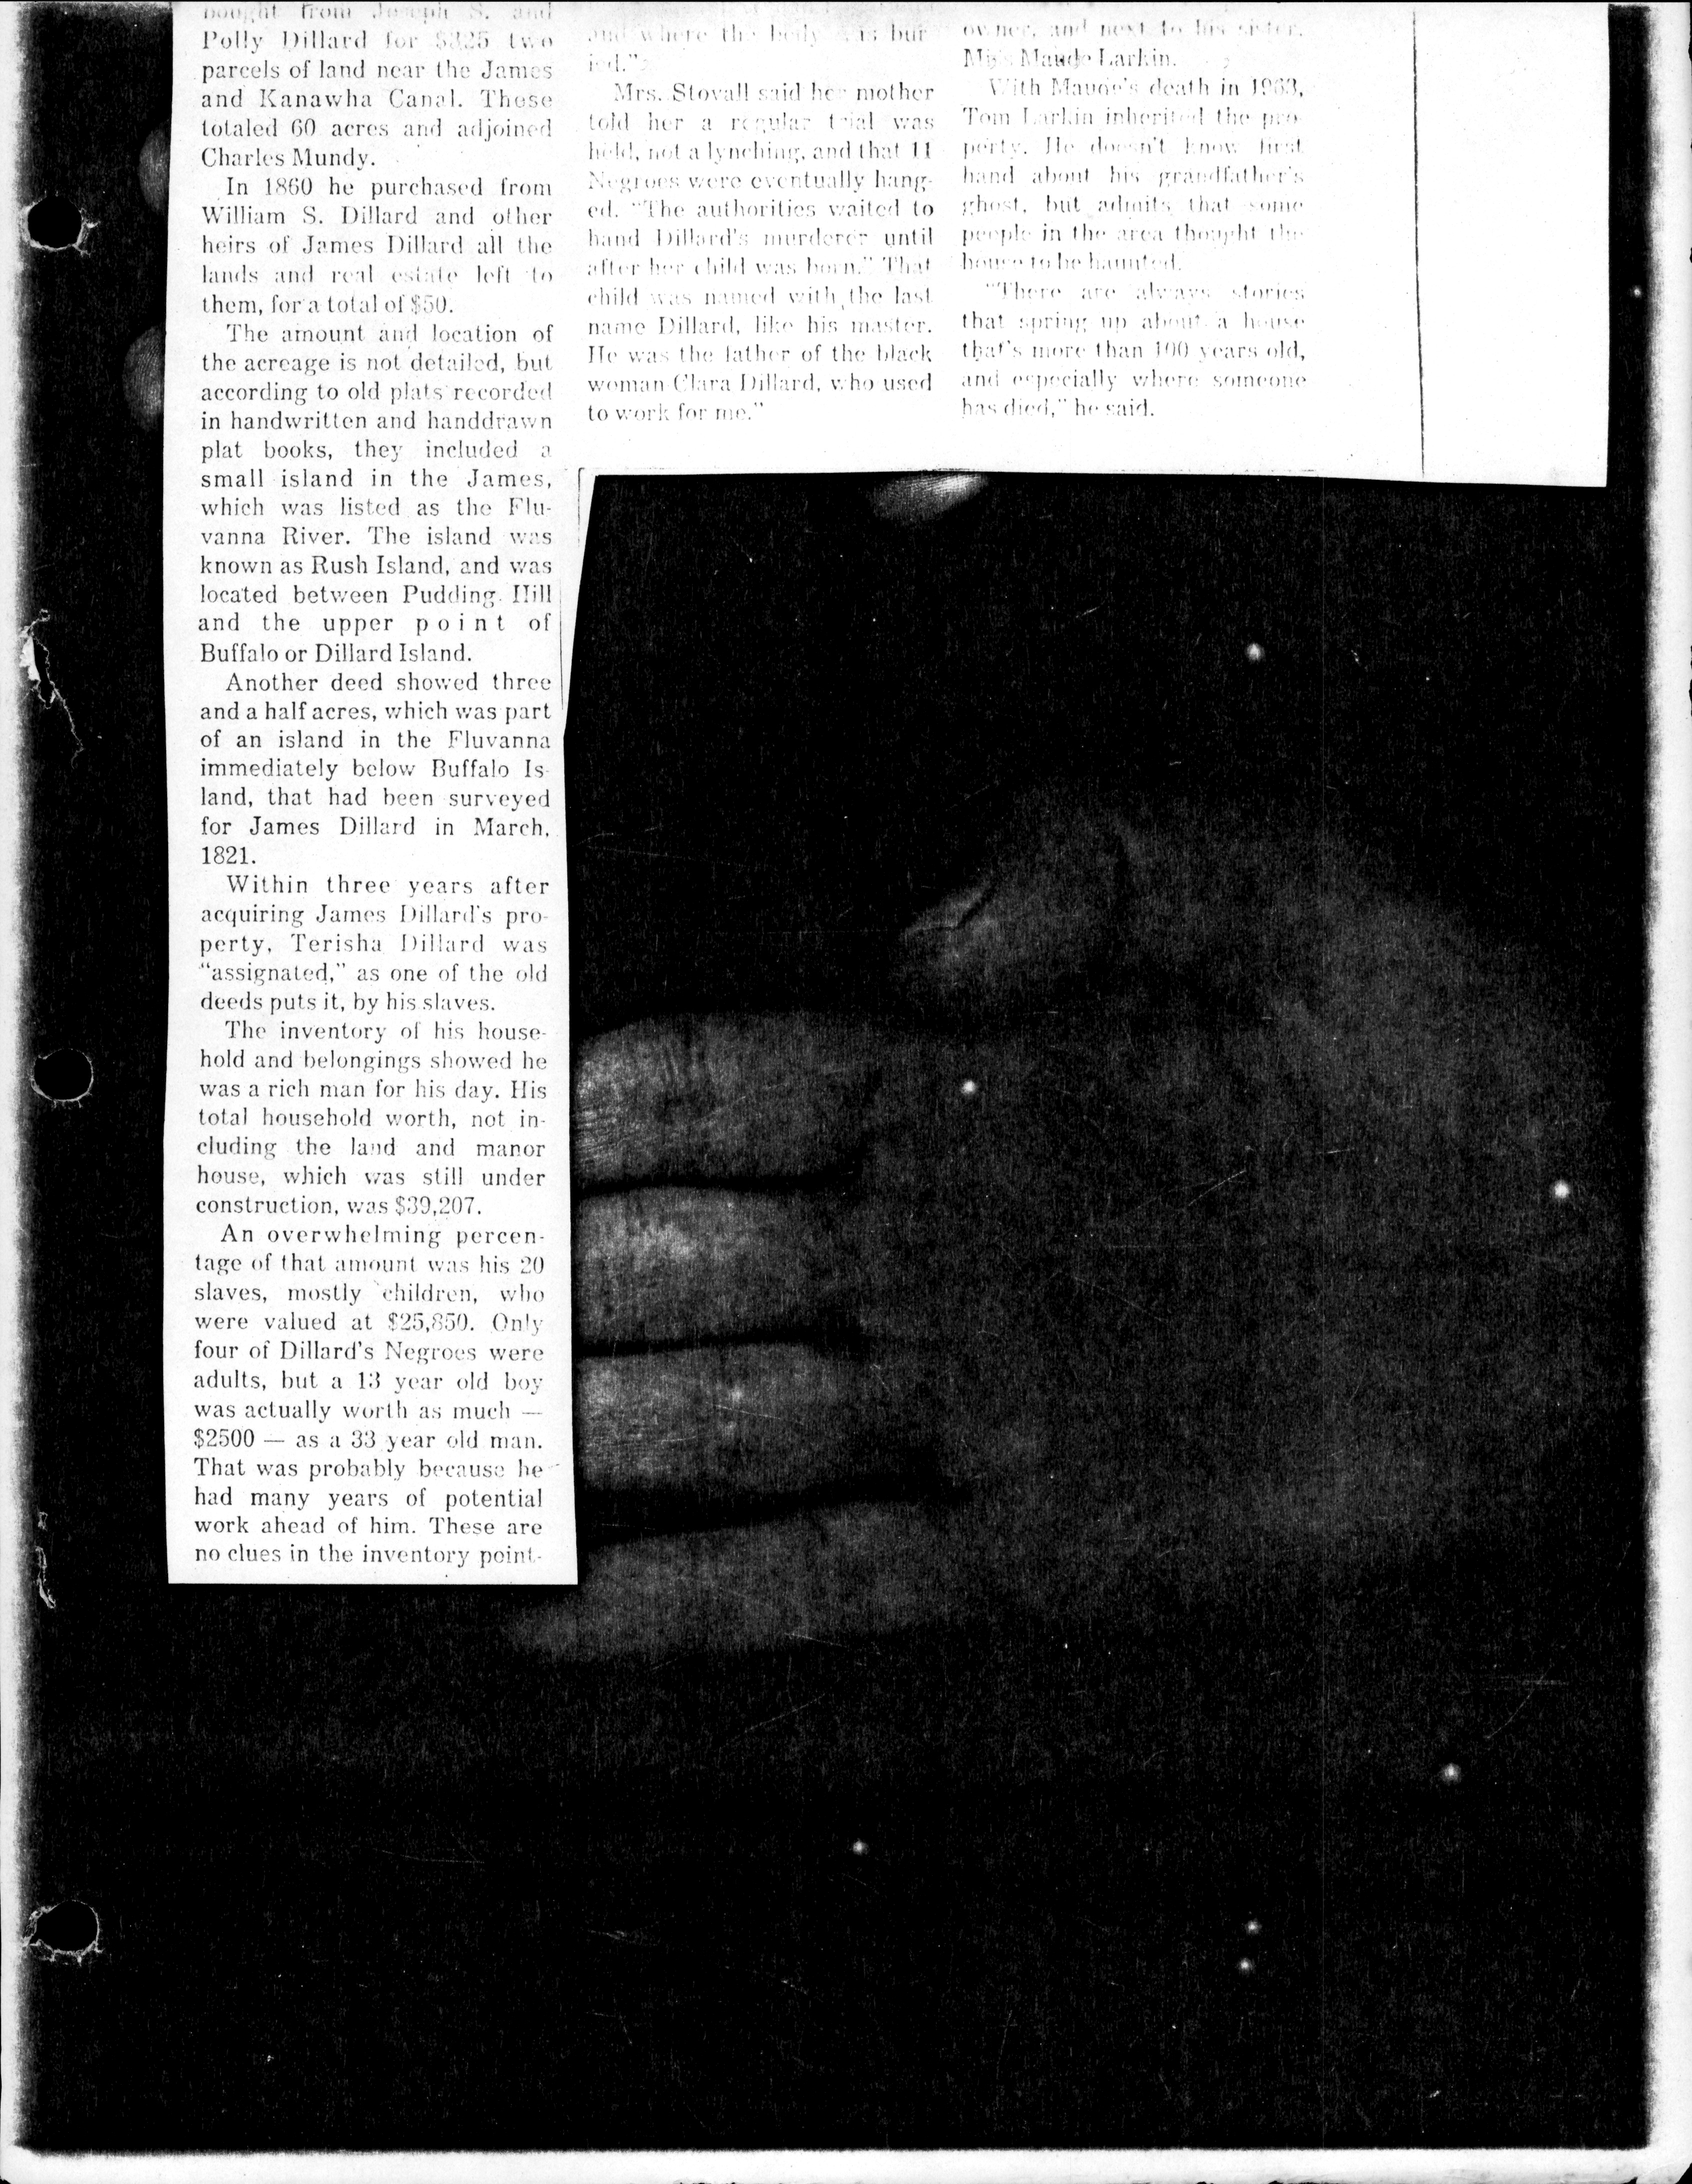 bought from Joseph S. and
Polly Dillard for $325 two
parcels of land near the James
and Kanawha Canal. These
totaled 60 acres and adjoined
Charles Mundy.
In 1860 he purchased from
William S. Dillard and other
heirs of James Dillard all the
lands and real estate left to
them, for a total of $50.
The amount and location of
the acreage is not detailed, but
according to old plats recorded
in handwritten and handdrawn
plat books, they included a
small island in the James,
which was listed as the Flu-
vanna River. The island was
known as Rush Island, and was
located between Pudding Hill
and the upper point of
Buffalo or Dillard Island.
Another deed showed three
and a half acres, which was part
of an island in the Fluvanna
immediately below Buffalo Is-
land, that had been surveyed
for James Dillard in March,
1821.
Within three years after
acquiring James Dillard's pro-
perty, Terisha Dillard was
"assignated," as one of the old
deeds puts it, by his slaves.
The inventory of his house-
hold and belongings showed he
was a rich man for his day. His
total household worth, not in-
cluding the land and manor
house, which was still under
construction, was $39,207.
An overwhelming percen-
tage of that amount was his 20
slaves, mostly children, who
were valued at $25,850. Only
four of Dillard's Negroes were
adults, but a 13 year old boy
was actually worth as much —
$2500 — as a 33 year old man.
That was probably because he
had many years of potential
work ahead of him. These are
no clues in the inventory point-
and where the body was bur-
ied."
Mrs. Stovall said her mother
told her a regular trial was
held, not a lynching, and that 11
Negroes were eventually hang-
ed. "The authorities waited to
hand Dillard's murderer until
after her child was born." That
child was named with the last
name Dillard, like his master.
He was the father of the black
woman Clara Dillard, who used
to work for me."
owner, and next to his sister,
Miss Maude Larkin.
With Maude's death in 1963,
Tom Larkin inherited the pro-
perty. He doesn't know first
hand about his grandfather's
ghost, but admits that some
people in the area thought the
house to be haunted.
"There are always stories
that spring up about a house
that's more than 100 years old,
and especially where someone
has died," he said.